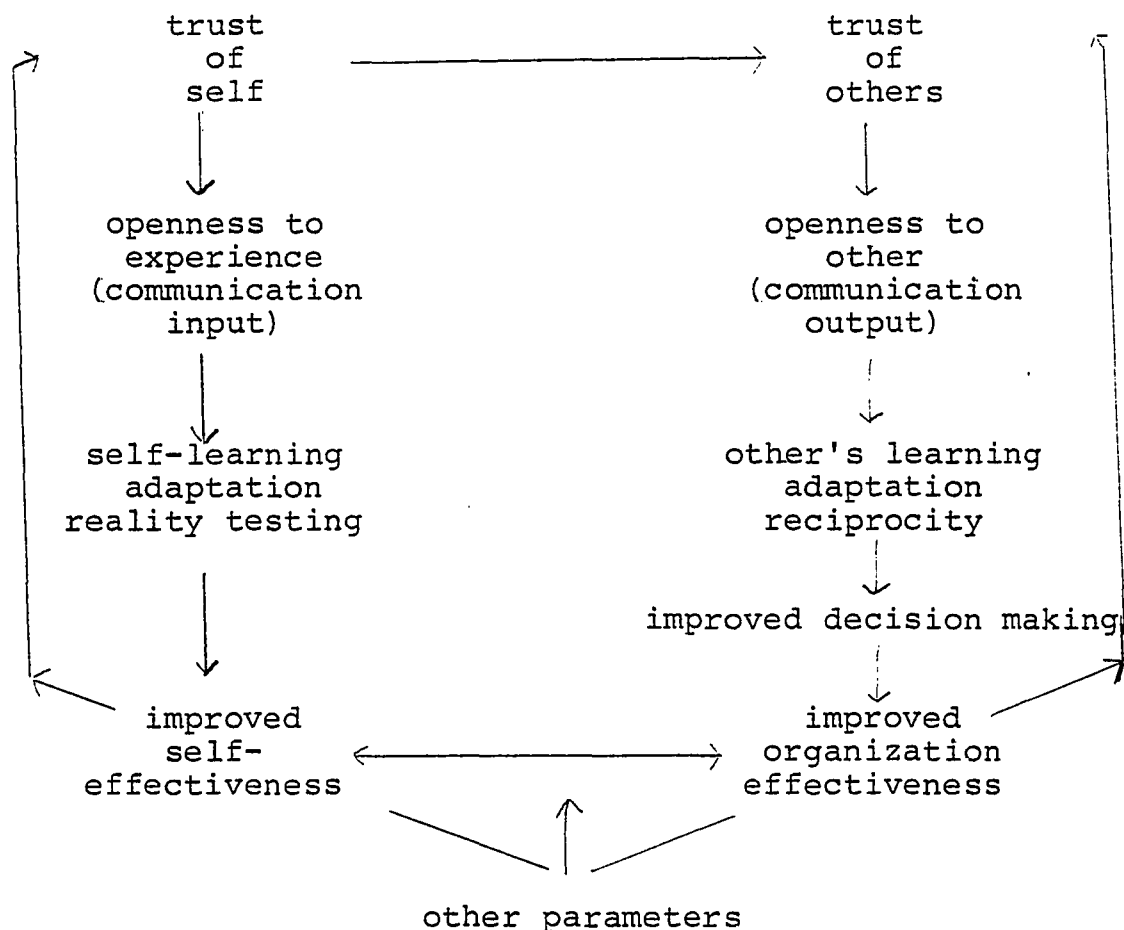 trust
of
self
trust
of
others
openness to
experience
(communication
input)
openness to
other
(communication
output)
self-learning
adaptation
reality testing
other's learning
adaptation
reciprocity
improved decision making
improved
self-
effectiveness
improved
organization
effectiveness
other parameters